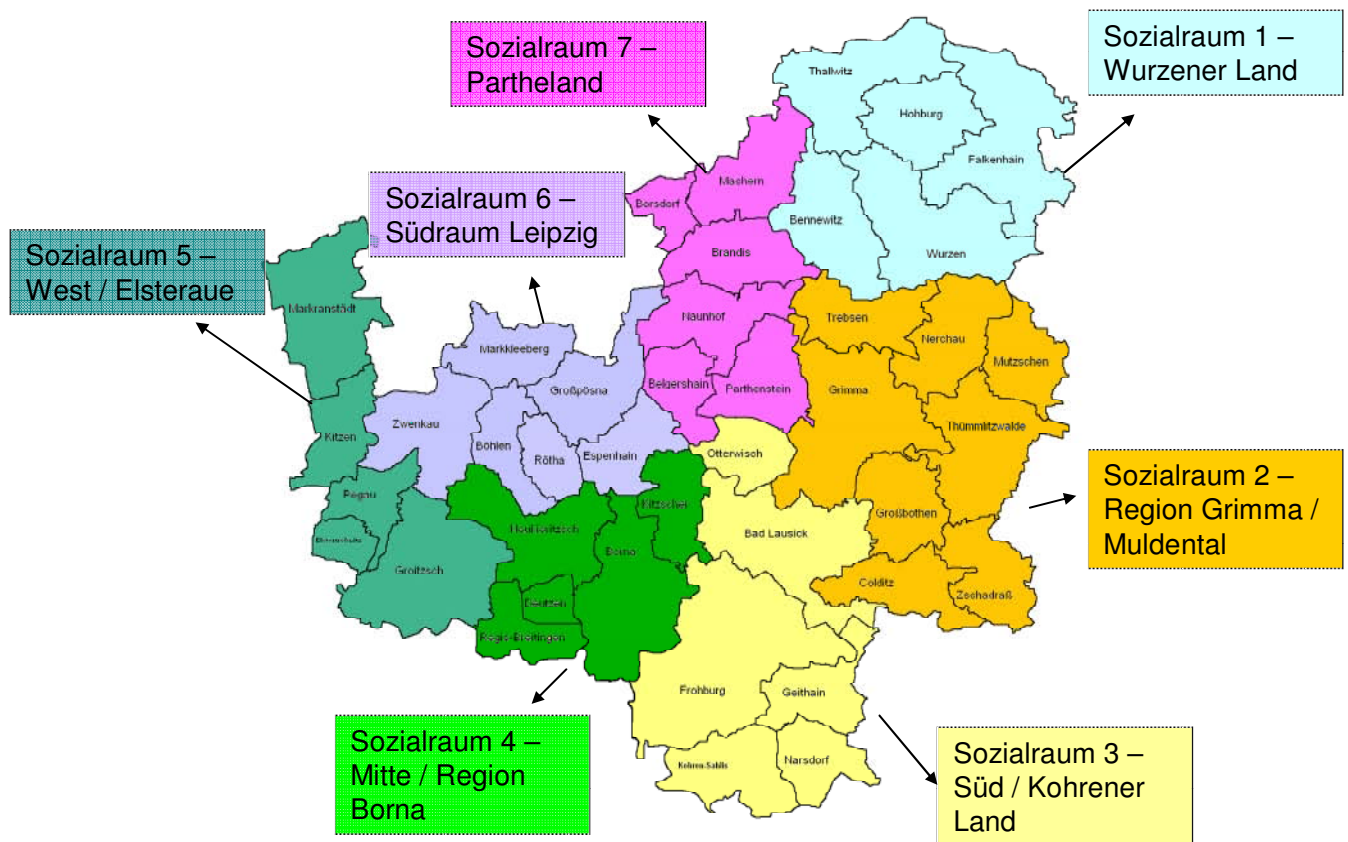 Sozialraum 7 –
Partheland
Sozialraum 1 –
Wurzener Land
Sozialraum 6 –
Südraum Leipzig
Sozialraum 5 –
West / Elsteraue
Sozialraum 2 –
Region Grimma /
Muldental
Sozialraum 4 –
Mitte / Region
Borna
Sozialraum 3 –
Süd / Kohrener
Land
Thallwitz
Hohburg
Falkenhain
Machern
Borsdorf
Bennewitz
Wurzen
Brandis
Markranstädt
Naunhof
Trebsen
Nerchau
Mutzschen
Markkleeberg
Großpösna
Belgershain
Parthenstein
Grimma
Thümmlitzwalde
Kitzen
Zwenkau
Böhlen
Rötha
Espenhain
Otterwisch
Pegau
Kitzscher
Großbothen
Bad Lausick
Neukieritzsch
Borna
Groitzsch
Colditz
Zschadraß
Deutzen
Regis-Breitingen
Frohburg
Geithain
Kohren-Sahlis
Narsdorf